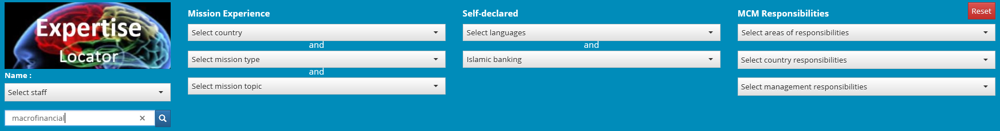 Expertise
Locator
Name :
Select staff
macrofinancial
Mission Experience
Select country
and
Select mission type
and
Select mission topic
Self-declared
Select languages
and
Islamic banking
MCM Responsibilities
Reset
Select areas of responsibilities
Select country responsibilities
Select management responsibilities